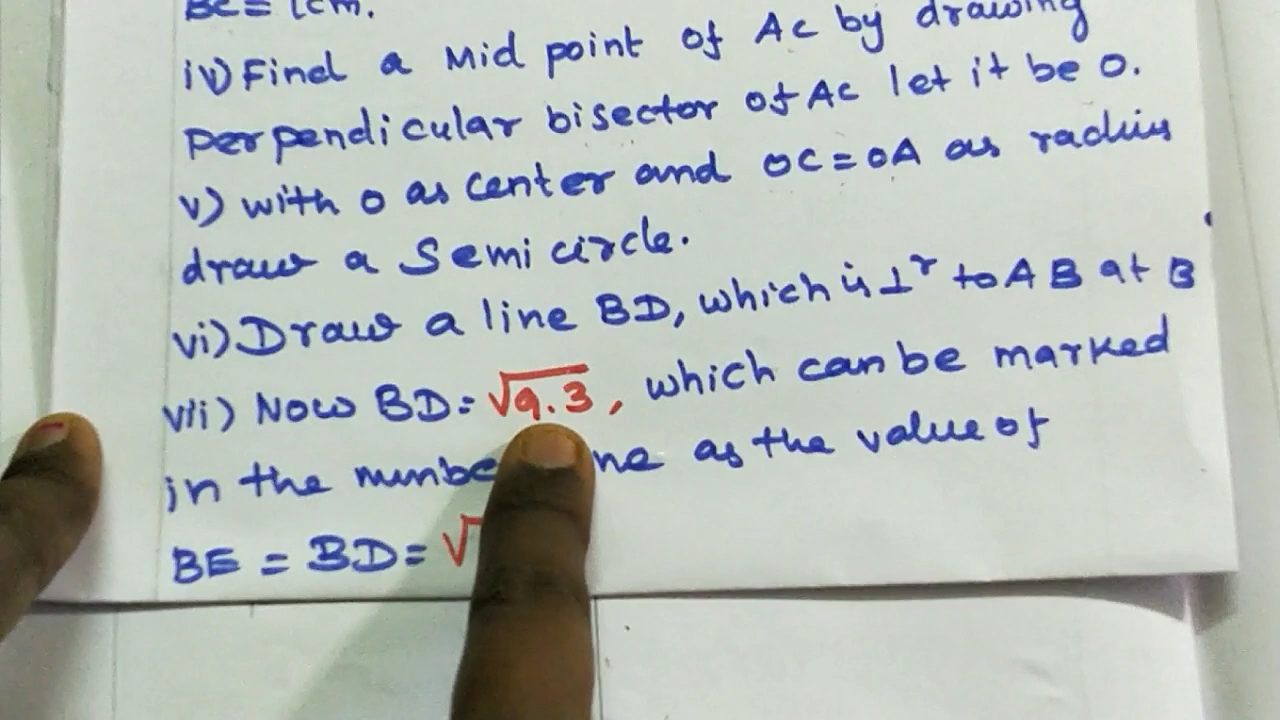 BC = 1cm.
iv) Find a Mid point of AC by drawing
perpendicular bisector of AC let it be O.
v) with O as center and OC = OA as radius
draw a Semi circle.
vi) Draw a line BD, which is ⊥r to AB at B
vii) Now BD = √9.3, which can be marked
in the as the value of
BE = BD = √